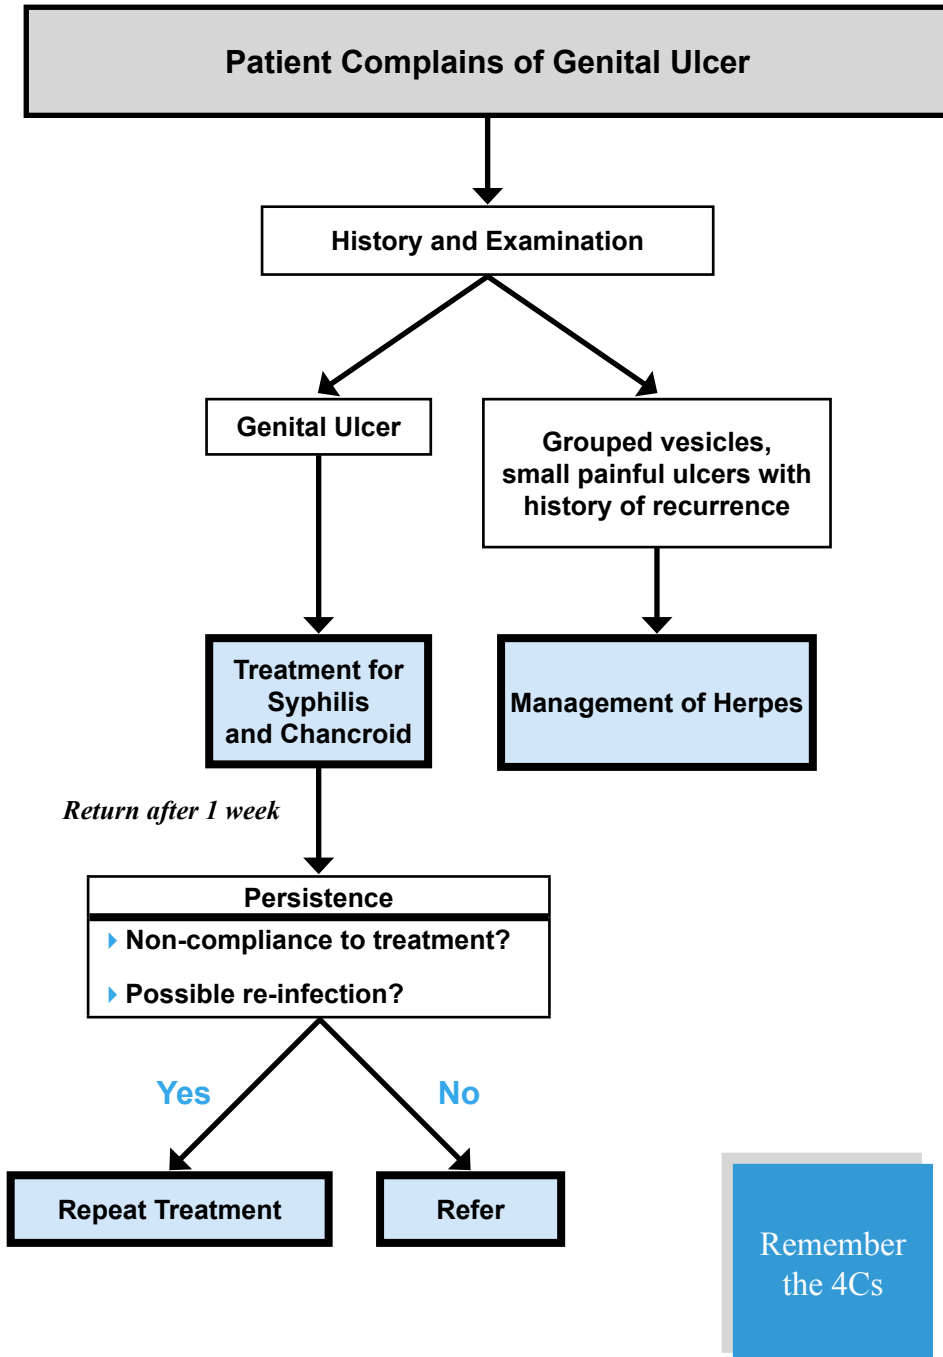 Patient Complains of Genital Ulcer
History and Examination
Genital Ulcer
Grouped vesicles,
small painful ulcers with
history of recurrence
Treatment for
Syphilis
and Chancroid
Management of Herpes
Return after 1 week
Persistence
Non-compliance to treatment?
Possible re-infection?
Yes
No
Repeat Treatment
Refer
Remember
the 4Cs